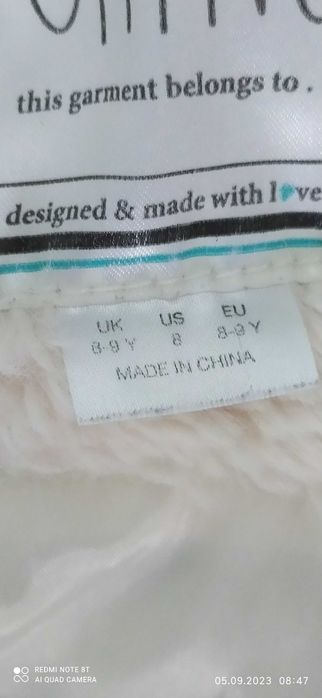 this garment belongs to .
designed & made with love
UK US EU
8-9 Y 8 8-9 Y
MADE IN CHINA
REDMI NOTE 8T
AI QUAD CAMERA
05.09.2023 08:47